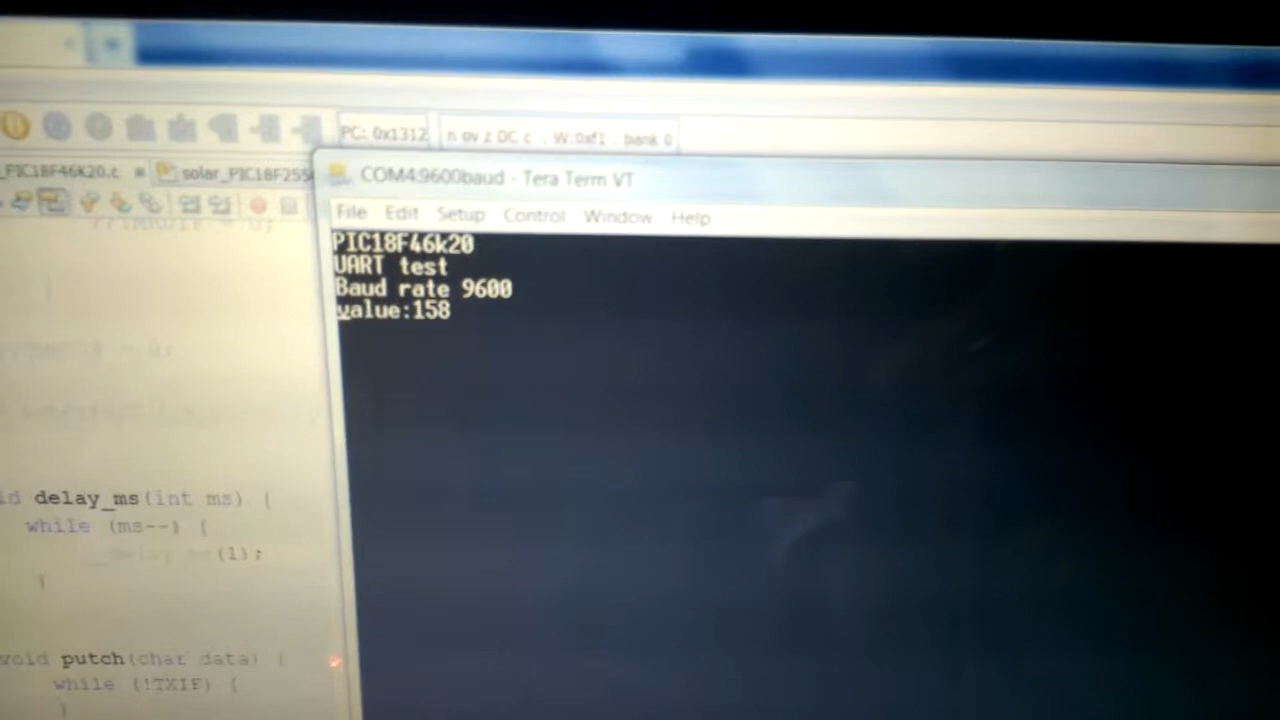 PC: 0x1312 n ov z DC c : W:0xf1 : bank 0
_PIC18F46k20.c solar_PIC18F255
COM4:9600baud - Tera Term VT
File Edit Setup Control Window Help
PIC18F46k20
UART test
Baud rate 9600
value:158
id delay_ms(int ms) {
while (ms--) {
(1);
}
void putch(char data) {
while (!TXIF) {
}